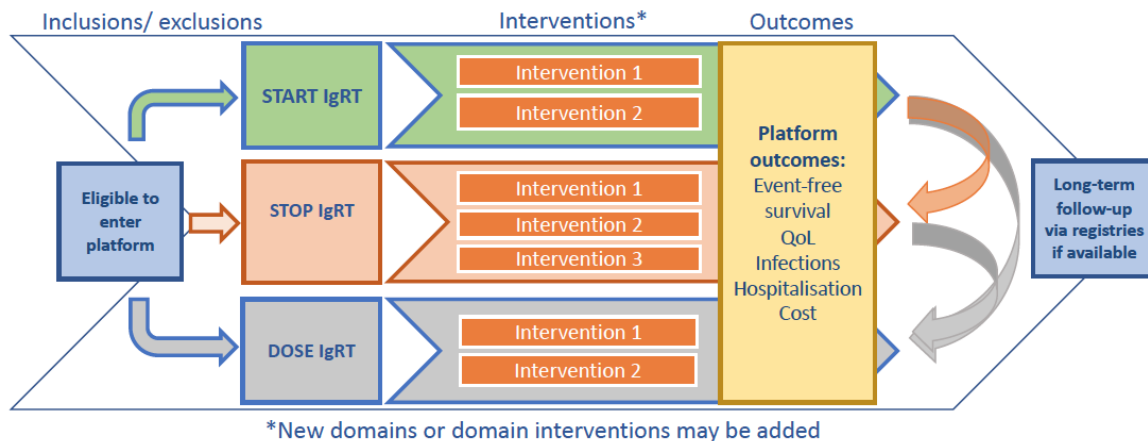 Inclusions/ exclusions
Interventions*
Outcomes
START IgRT
Intervention 1
Intervention 2
Eligible to
enter
platform
STOP IgRT
Intervention 1
Intervention 2
Intervention 3
DOSE IgRT
Intervention 1
Intervention 2
Platform
outcomes:
Event-free
survival
QoL
Infections
Hospitalisation
Cost
Long-term
follow-up
via registries
if available
*New domains or domain interventions may be added